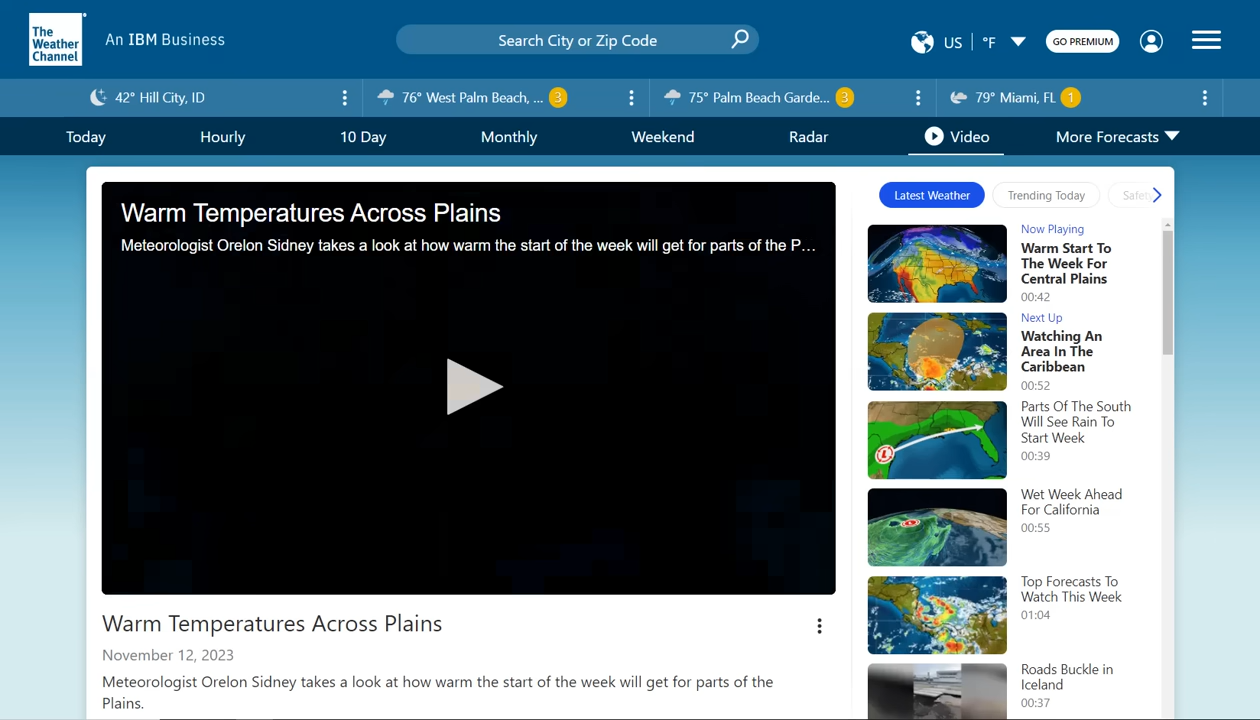 The
Weather
Channel
An IBM Business
Search City or Zip Code
US
°F
GO PREMIUM
42° Hill City, ID
76° West Palm Beach, ... 3
75° Palm Beach Garde... 3
79° Miami, FL 1
Today
Hourly
10 Day
Monthly
Weekend
Radar
Video
More Forecasts
Warm Temperatures Across Plains
Meteorologist Orelon Sidney takes a look at how warm the start of the week will get for parts of the P...
Warm Temperatures Across Plains
November 12, 2023
Meteorologist Orelon Sidney takes a look at how warm the start of the week will get for parts of the
Plains.
Latest Weather
Trending Today
Safety
Now Playing
Warm Start To
The Week For
Central Plains
00:42
Next Up
Watching An
Area In The
Caribbean
00:52
Parts Of The South
Will See Rain To
Start Week
00:39
L
Wet Week Ahead
For California
00:55
Top Forecasts To
Watch This Week
01:04
Roads Buckle in
Iceland
00:37